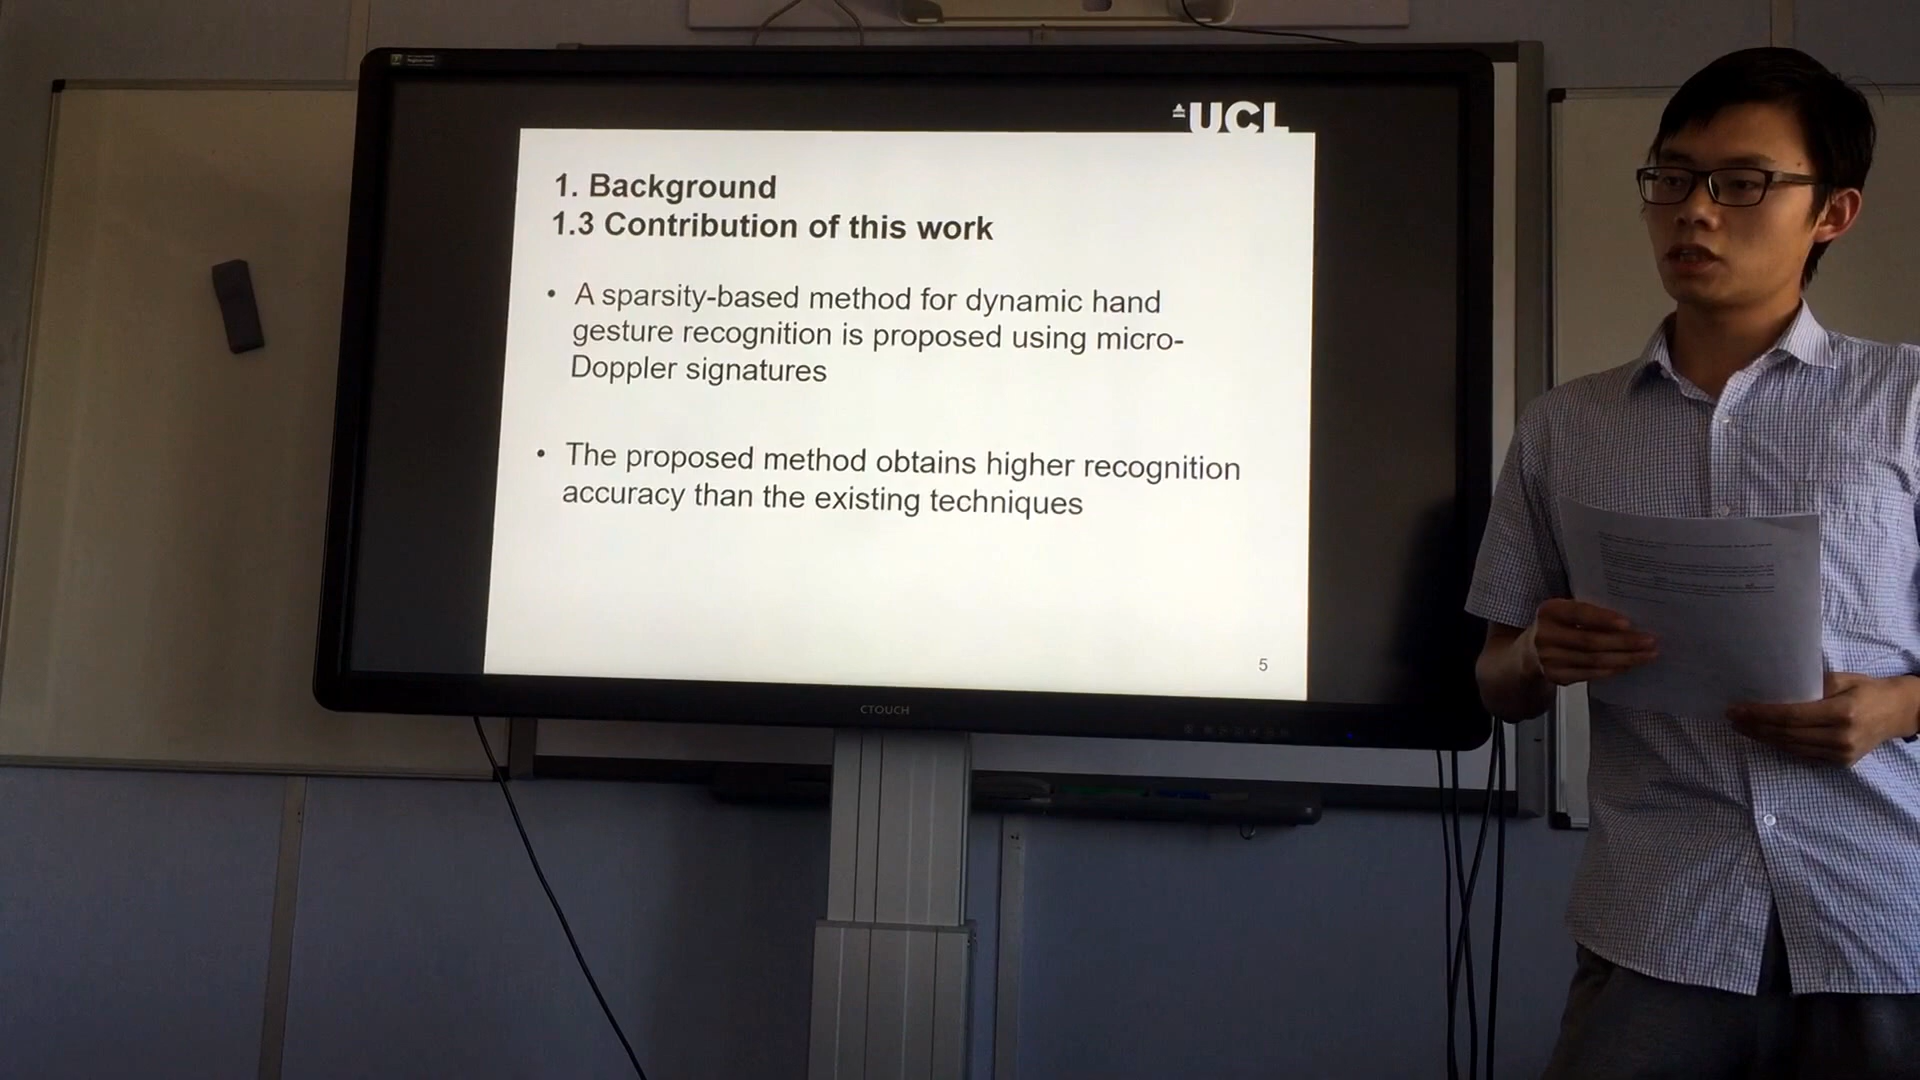 UCL
1. Background
1.3 Contribution of this work
• A sparsity-based method for dynamic hand
gesture recognition is proposed using micro-
Doppler signatures
• The proposed method obtains higher recognition
accuracy than the existing techniques
5
CTOUCH